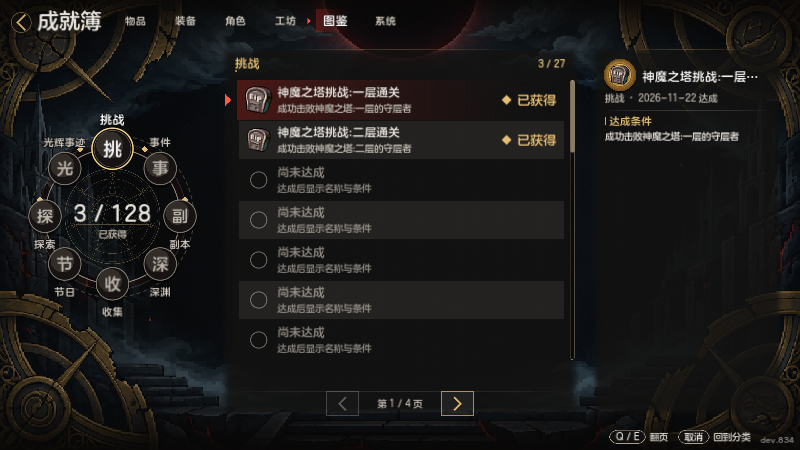 成就簿
物品 装备 角色 工坊 图鉴 系统
挑战 3 / 27
神魔之塔挑战:一层通关
成功击败神魔之塔:一层的守层者
已获得
神魔之塔挑战:二层通关
成功击败神魔之塔:二层的守层者
已获得
尚未达成
达成后显示名称与条件
尚未达成
达成后显示名称与条件
尚未达成
达成后显示名称与条件
尚未达成
达成后显示名称与条件
尚未达成
达成后显示名称与条件
第 1 / 4 页
挑战
挑
光辉事迹
光
事件
事
探
探索
副
副本
3 / 128
已获得
节
节日
深
深渊
收
收集
神魔之塔挑战:一层···
挑战 · 2026-11-22 达成
达成条件
成功击败神魔之塔:一层的守层者
Q / E 翻页 取消 回到分类
dev.834